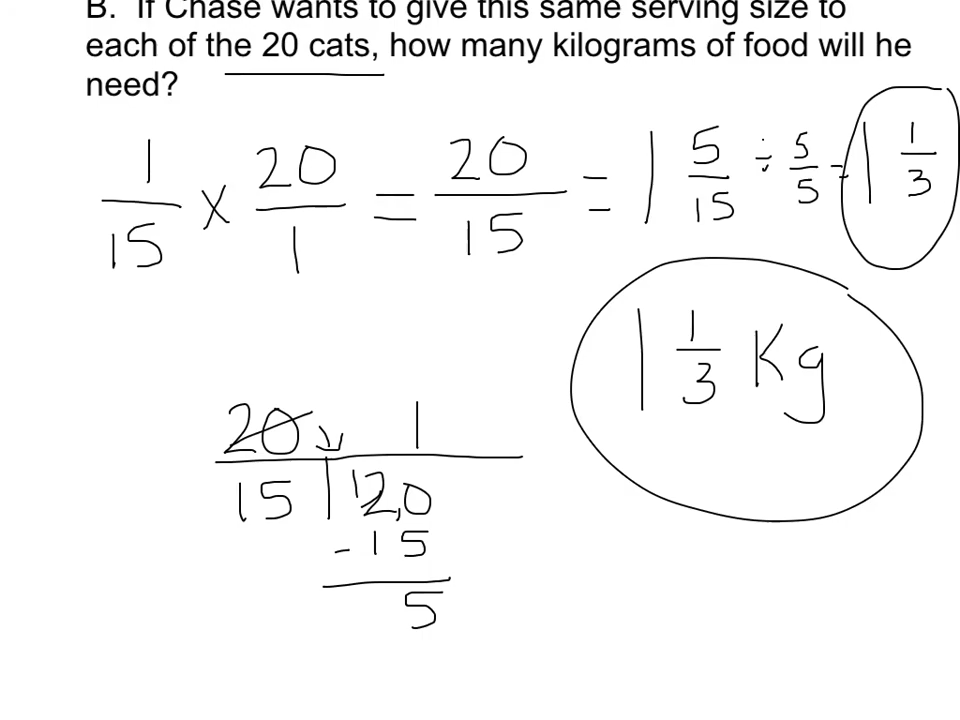 B. If Chase wants to give this same serving size to
each of the 20 cats, how many kilograms of food will he
need?
1/15 x 20/1 = 20/15 = 1 5/15 ÷ 5/5 = 1 1/3
1 1/3 Kg
20 1
15 20
- 15
5